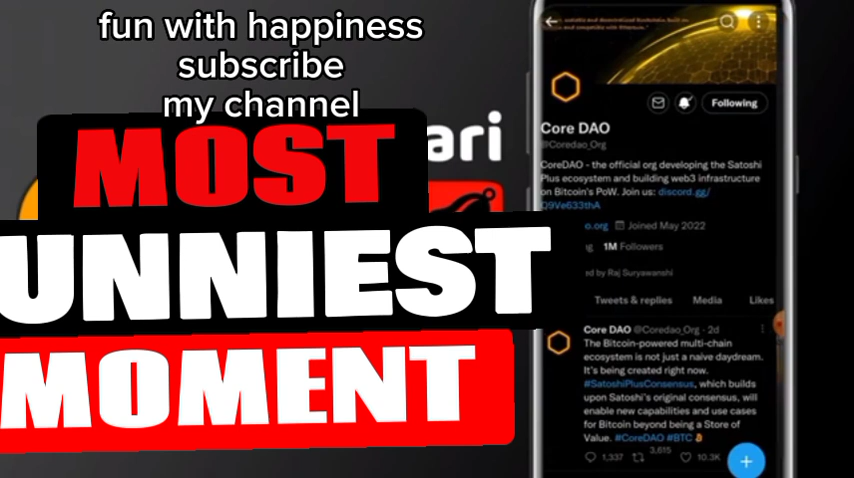 fun with happiness
subscribe
my channel
MOST
UNNIEST
MOMENT
ari
Following
Core DAO
@Coredao_Org
CoreDAO - the official org developing the Satoshi
Plus ecosystem and building web3 infrastructure
on Bitcoin's PoW. Join us: discord.gg/
Q9Ve633thA
o.org Joined May 2022
1M Followers
ed by Raj Suryawanshi
Tweets & replies Media Likes
Core DAO @Coredao_Org · 2d
The Bitcoin-powered multi-chain
ecosystem is not just a naive daydream.
It's being created right now.
#SatoshiPlusConsensus, which builds
upon Satoshi's original consensus, will
enable new capabilities and use cases
for Bitcoin beyond being a Store of
Value. #CoreDAO #BTC
1,337 3,615 10.3K